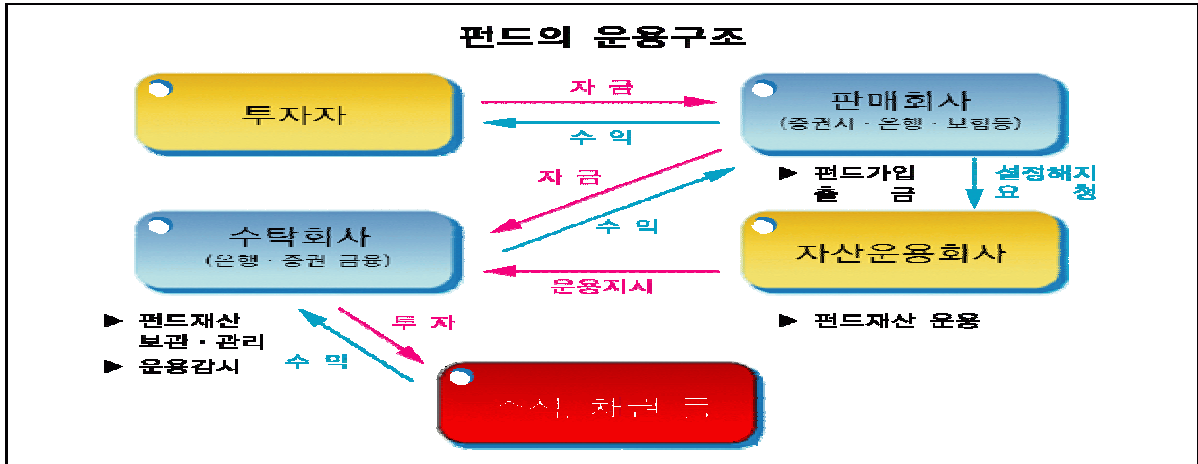 펀드의 운용구조
투자자
자 금
수 익
판매회사
(증권시 · 은행 · 보험등)
▶ 펀드가입
출 금
설정해지
요 청
자 금
수 익
수탁회사
(은행 · 증권 금융)
운용지시
자산운용회사
▶ 펀드재산
보관 · 관리
▶ 운용감시
투 자
수 익
▶ 펀드재산 운용
채권 등